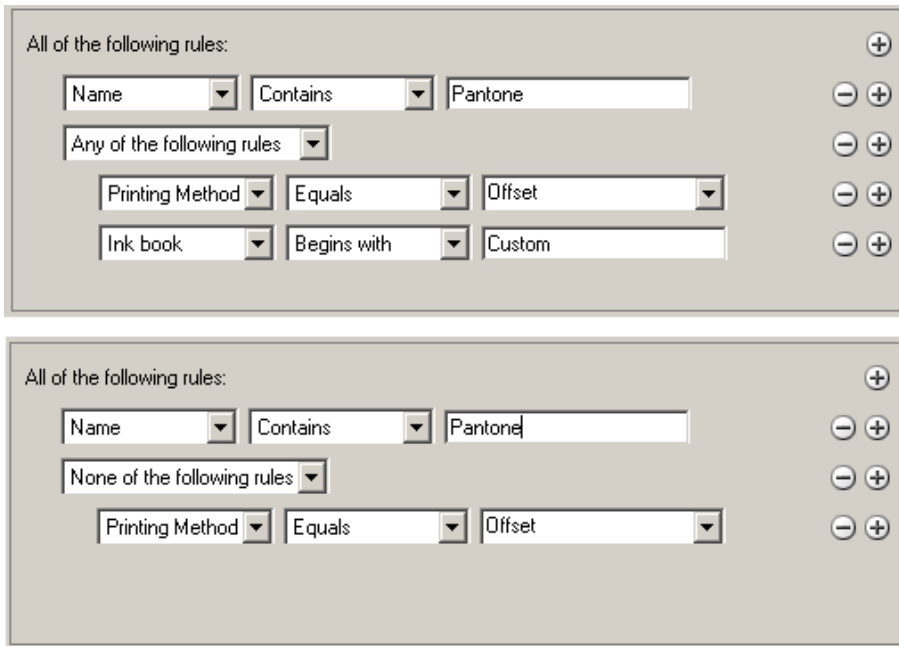 All of the following rules:
Name Contains Pantone
Any of the following rules
Printing Method Equals Offset
Ink book Begins with Custom
All of the following rules:
Name Contains Pantone
None of the following rules
Printing Method Equals Offset